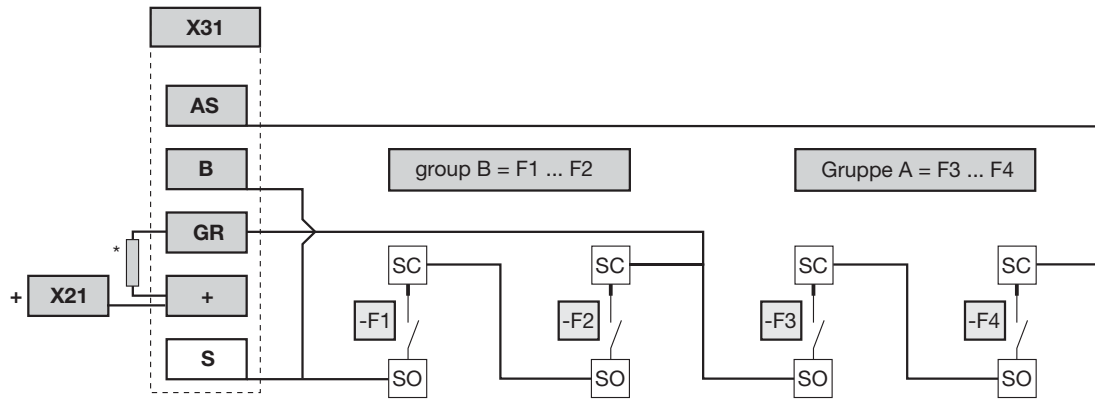 X31
AS
B
group B = F1 ... F2
Gruppe A = F3 ... F4
GR
*
SC
SC
SC
SC
+
X21
+
-F1
-F2
-F3
-F4
S
SO
SO
SO
SO